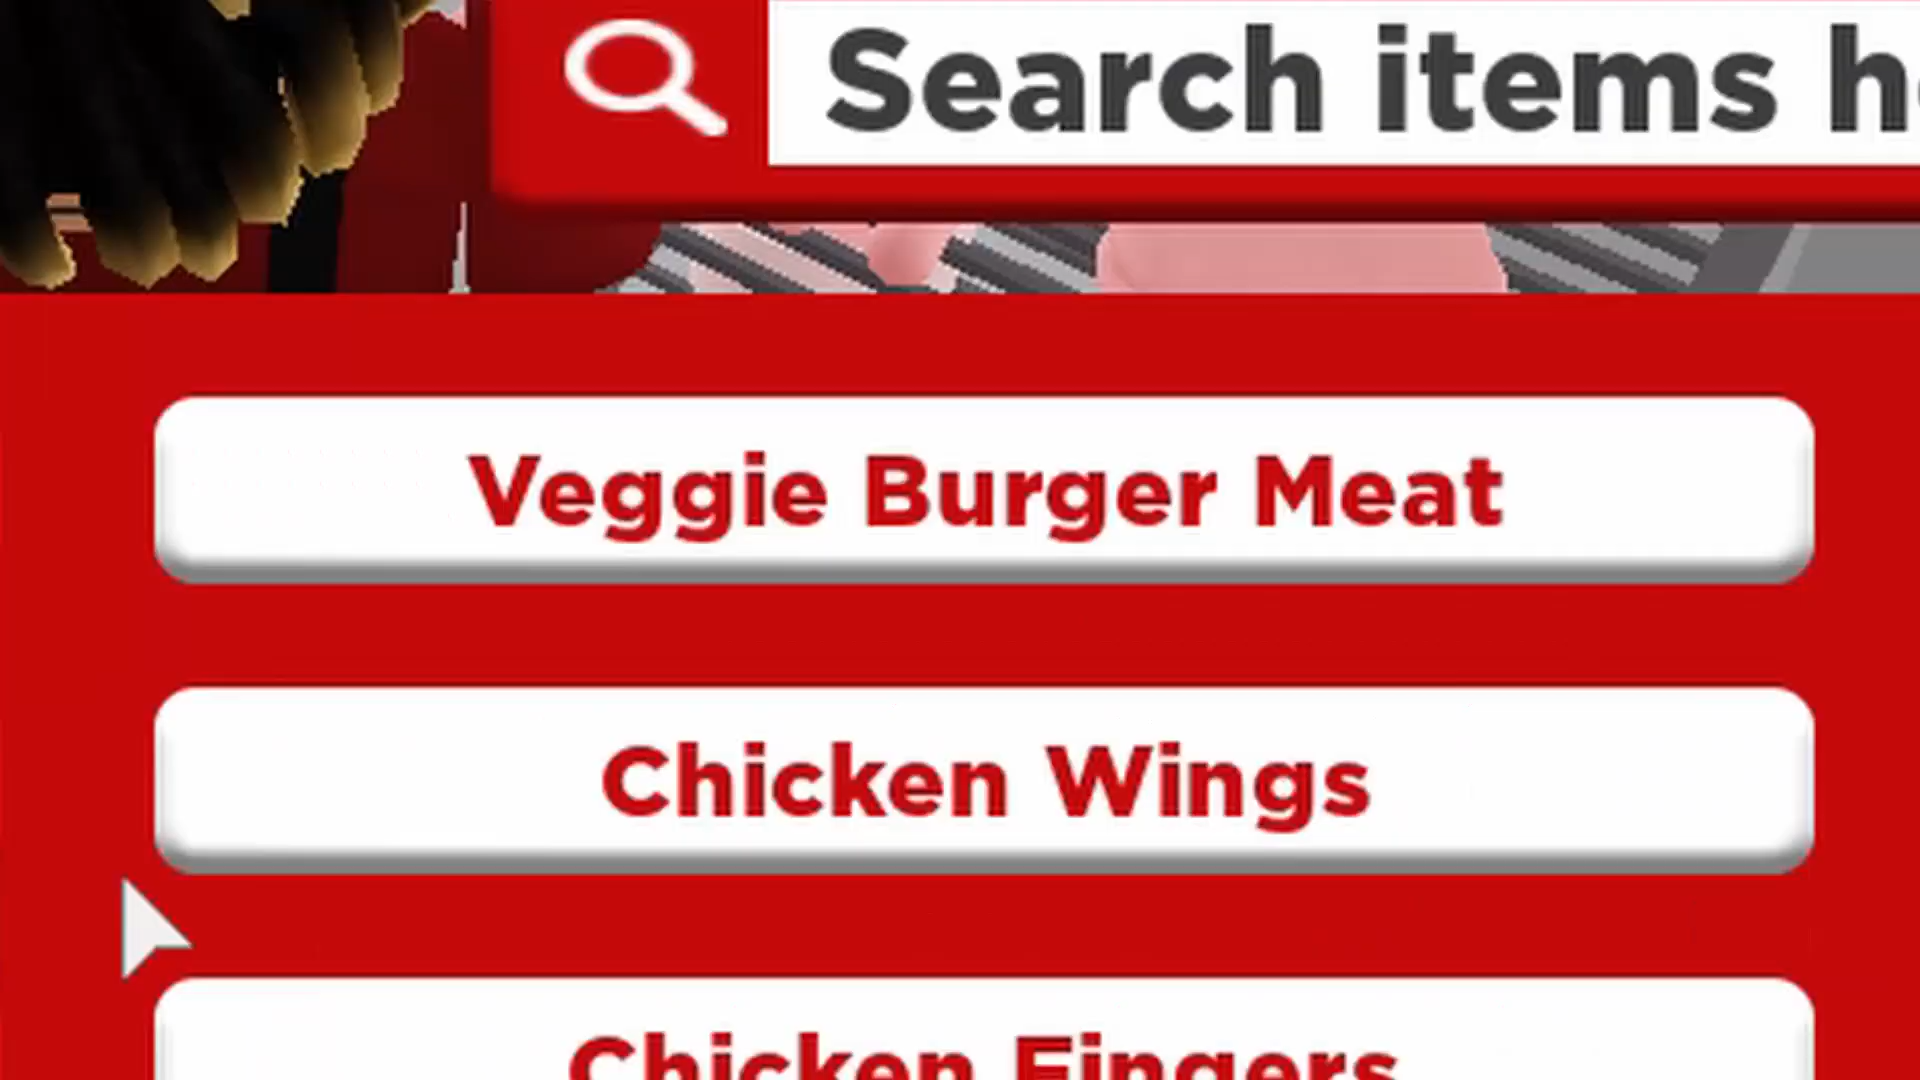 Search items h
Veggie Burger Meat
Chicken Wings
Chicken Fingers